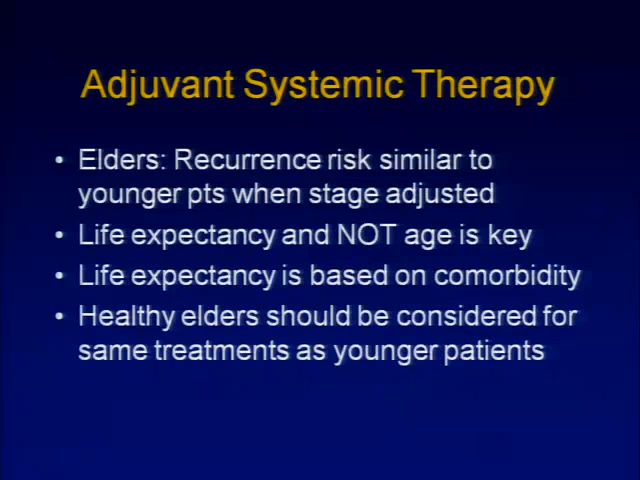 Adjuvant Systemic Therapy
• Elders: Recurrence risk similar to
younger pts when stage adjusted
• Life expectancy and NOT age is key
• Life expectancy is based on comorbidity
• Healthy elders should be considered for
same treatments as younger patients